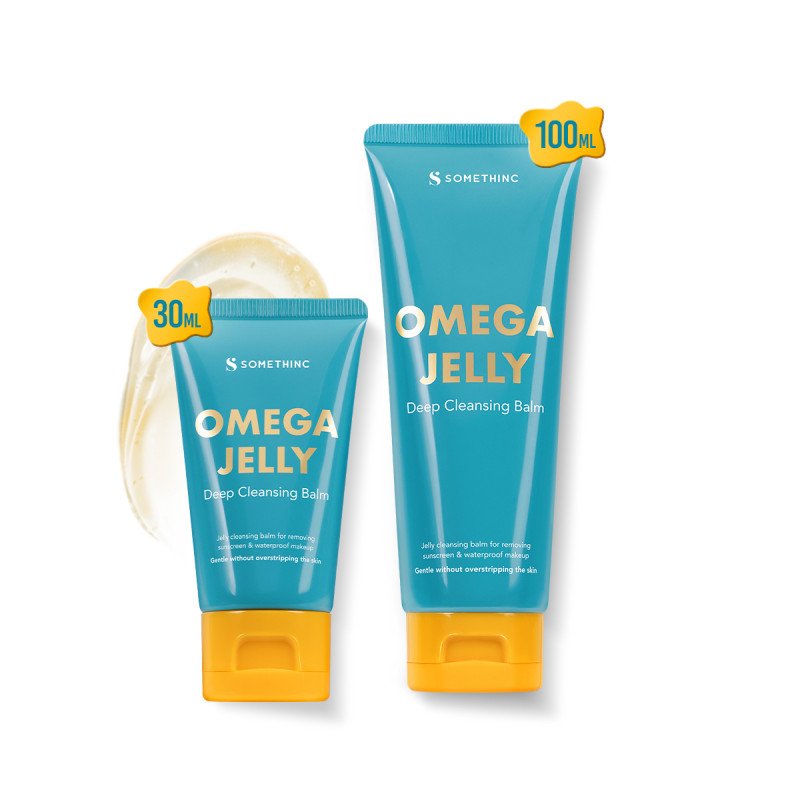 100ML
SOMETHINC
OMEGA
JELLY
Deep Cleansing Balm
Jelly cleansing balm for removing
sunscreen & waterproof makeup
Gentle without overstripping the skin
30ML
SOMETHINC
OMEGA
JELLY
Deep Cleansing Balm
Jelly cleansing balm for removing
sunscreen & waterproof makeup
Gentle without overstripping the skin